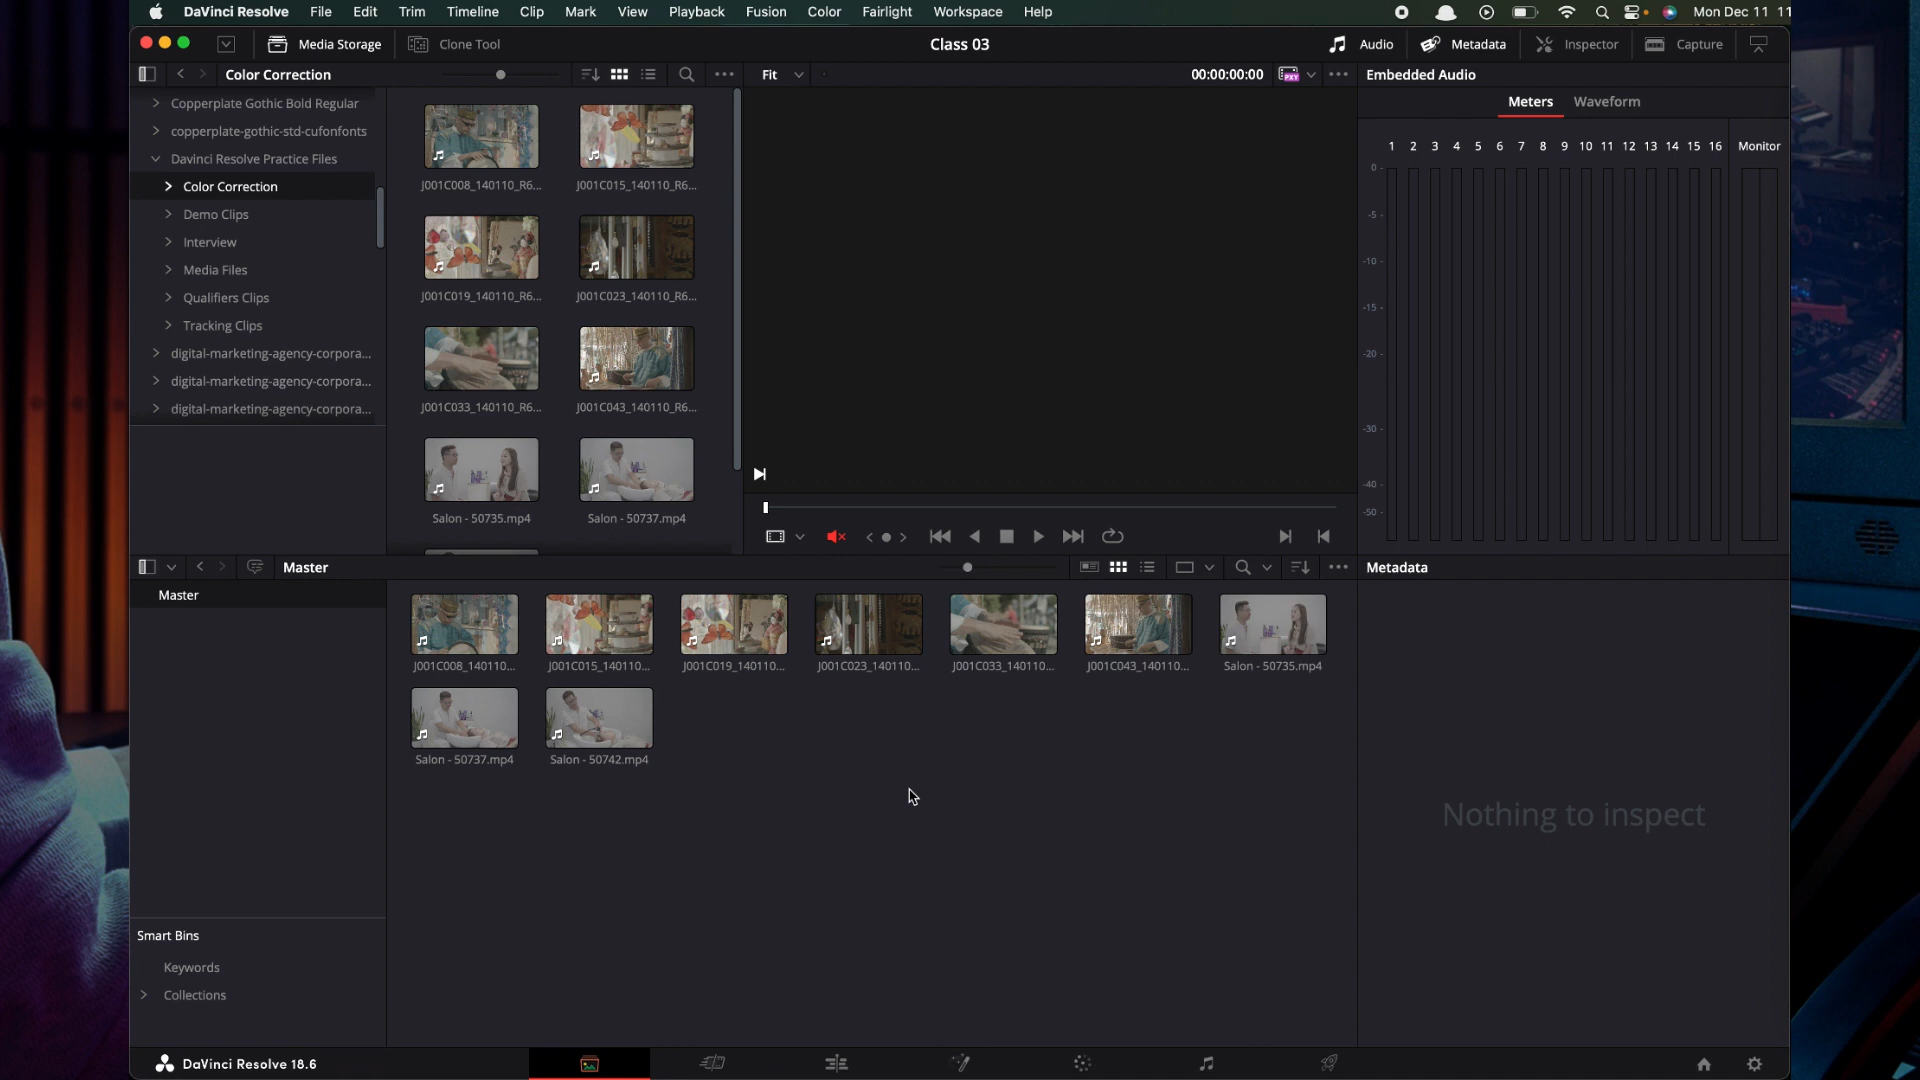 DaVinci Resolve File Edit Trim Timeline Clip Mark View Playback Fusion Color Fairlight Workspace Help Mon Dec 11 11
Media Storage Clone Tool Class 03 Audio Metadata Inspector Capture
Color Correction Fit 00:00:00:00 PXY Embedded Audio
Meters Waveform
Copperplate Gothic Bold Regular
copperplate-gothic-std-cufonfonts
Davinci Resolve Practice Files
Color Correction
Demo Clips
Interview
Media Files
Qualifiers Clips
Tracking Clips
digital-marketing-agency-corpora...
digital-marketing-agency-corpora...
digital-marketing-agency-corpora...
J001C008_140110_R6... J001C015_140110_R6...
J001C019_140110_R6... J001C023_140110_R6...
J001C033_140110_R6... J001C043_140110_R6...
Salon - 50735.mp4 Salon - 50737.mp4
1 2 3 4 5 6 7 8 9 10 11 12 13 14 15 16 Monitor
0 -
-5 -
-10 -
-15 -
-20 -
-30 -
-40 -
-50 -
Master Metadata
Master
J001C008_140110... J001C015_140110... J001C019_140110... J001C023_140110... J001C033_140110... J001C043_140110... Salon - 50735.mp4
Salon - 50737.mp4 Salon - 50742.mp4
Nothing to inspect
Smart Bins
Keywords
Collections
DaVinci Resolve 18.6